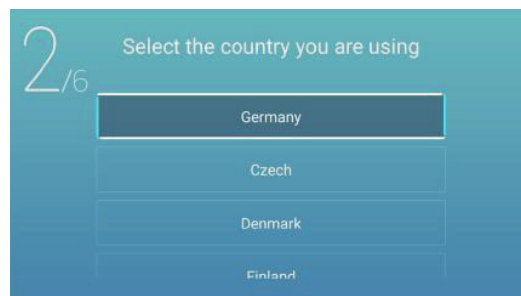 2/6
Select the country you are using
Germany
Czech
Denmark
Finland